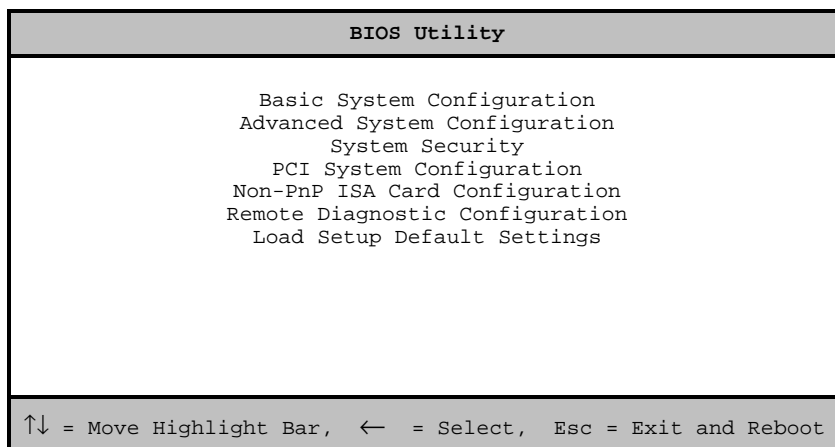 BIOS Utility
Basic System Configuration
Advanced System Configuration
System Security
PCI System Configuration
Non-PnP ISA Card Configuration
Remote Diagnostic Configuration
Load Setup Default Settings
↑↓ = Move Highlight Bar, ← = Select, Esc = Exit and Reboot